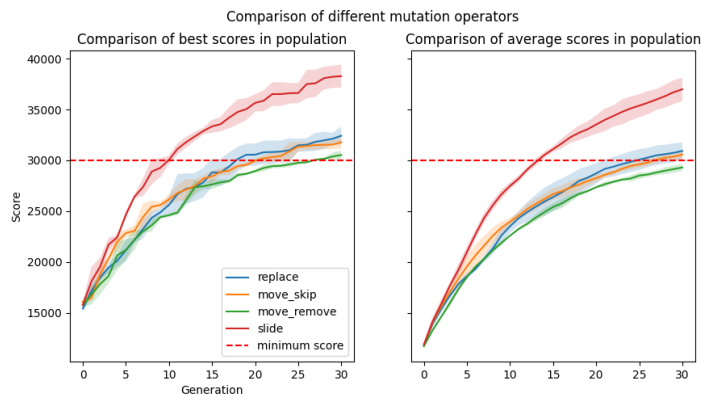 Comparison of different mutation operators
Comparison of best scores in population
Comparison of average scores in population
40000
35000
30000
25000
20000
15000
Score
0 5 10 15 20 25 30
Generation
replace
move_skip
move_remove
slide
minimum score
0 5 10 15 20 25 30